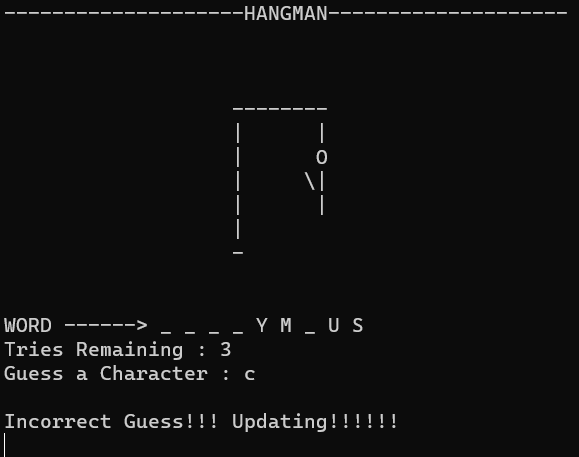 --------------------HANGMAN--------------------
--------
|      |
|      O
|     \|
|      |
|
-
WORD ------> _ _ _ _ Y M _ U S
Tries Remaining : 3
Guess a Character : c
Incorrect Guess!!! Updating!!!!!!